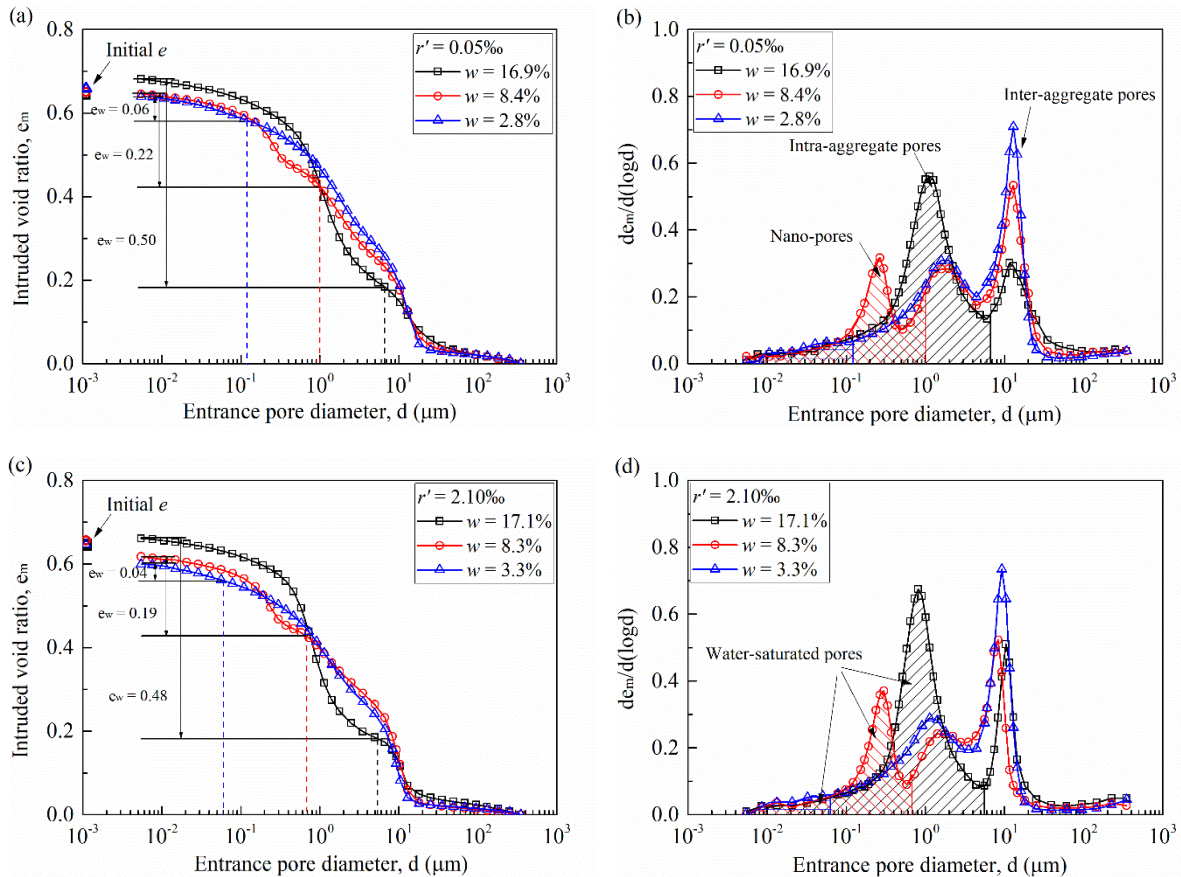 (a)
0.8
0.6
0.4
0.2
0.0
Intruded void ratio, em
Initial e
ew = 0.06
ew = 0.22
ew = 0.50
r' = 0.05‰
w = 16.9%
w = 8.4%
w = 2.8%
10-3 10-2 10-1 100 101 102 103
Entrance pore diameter, d (μm)
(b)
1.0
0.8
0.6
0.4
0.2
0.0
dem/d(logd)
r' = 0.05‰
w = 16.9%
w = 8.4%
w = 2.8%
Inter-aggregate pores
Intra-aggregate pores
Nano-pores
10-3 10-2 10-1 100 101 102 103
Entrance pore diameter, d (μm)
(c)
0.8
0.6
0.4
0.2
0.0
Intruded void ratio, em
Initial e
ew = 0.04
ew = 0.19
ew = 0.48
r' = 2.10‰
w = 17.1%
w = 8.3%
w = 3.3%
10-3 10-2 10-1 100 101 102 103
Entrance pore diameter, d (μm)
(d)
1.0
0.8
0.6
0.4
0.2
0.0
dem/d(logd)
r' = 2.10‰
w = 17.1%
w = 8.3%
w = 3.3%
Water-saturated pores
10-3 10-2 10-1 100 101 102 103
Entrance pore diameter, d (μm)